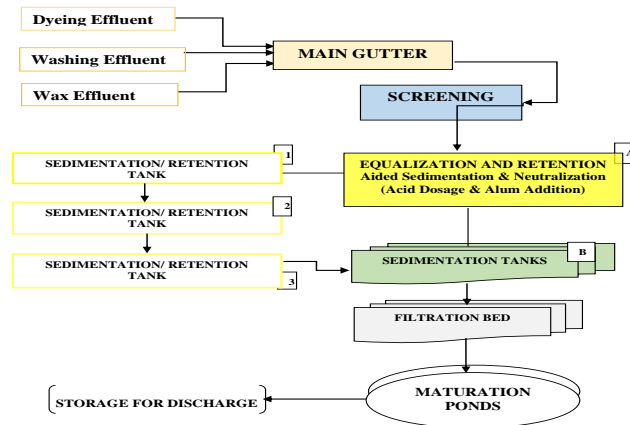 Dyeing Effluent
Washing Effluent
Wax Effluent
MAIN GUTTER
SCREENING
A
EQUALIZATION AND RETENTION
Aided Sedimentation & Neutralization
(Acid Dosage & Alum Addition)
1
SEDIMENTATION/ RETENTION
TANK
2
SEDIMENTATION/ RETENTION
TANK
SEDIMENTATION/ RETENTION
TANK
3
B
SEDIMENTATION TANKS
FILTRATION BED
MATURATION
PONDS
STORAGE FOR DISCHARGE